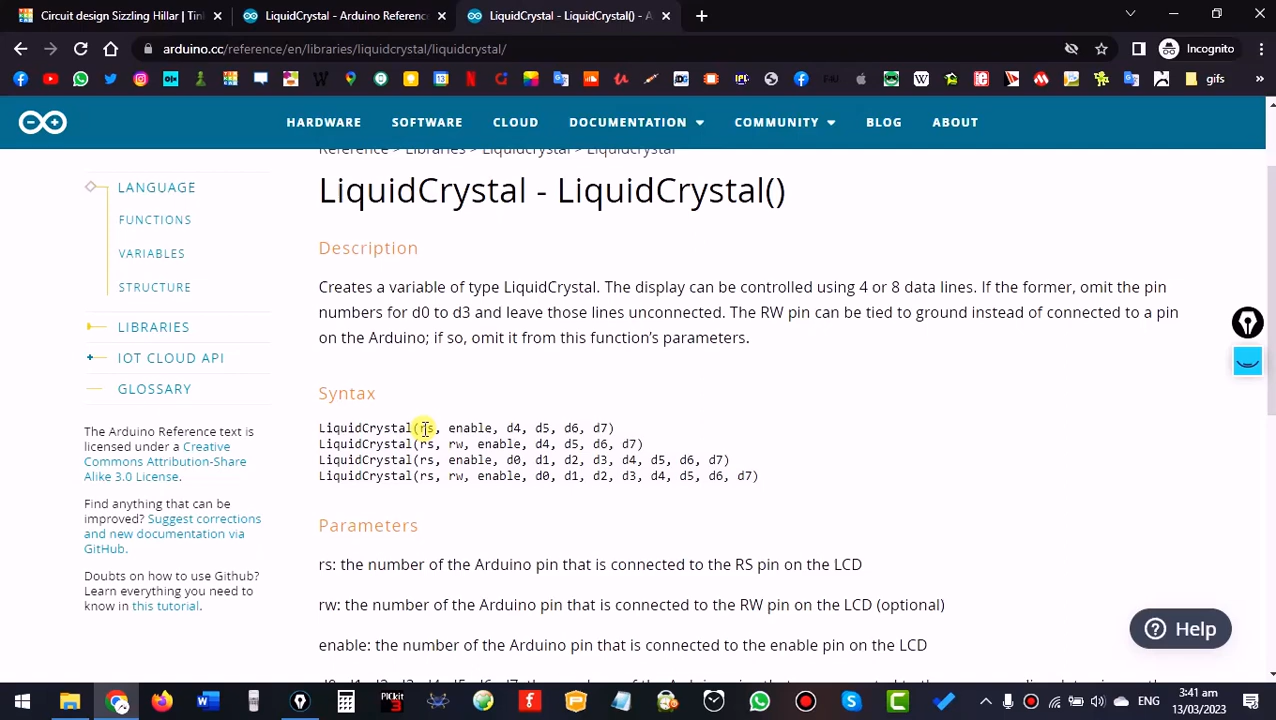 Circuit design Sizzling Hillar | Tin
LiquidCrystal - Arduino Reference
LiquidCrystal - LiquidCrystal() - A
arduino.cc/reference/en/libraries/liquidcrystal/liquidcrystal/
Incognito
gifs
HARDWARE SOFTWARE CLOUD DOCUMENTATION COMMUNITY BLOG ABOUT
Reference > Libraries > Liquidcrystal > Liquidcrystal
LANGUAGE
FUNCTIONS
VARIABLES
STRUCTURE
LIBRARIES
IOT CLOUD API
GLOSSARY
The Arduino Reference text is
licensed under a Creative
Commons Attribution-Share
Alike 3.0 License.
Find anything that can be
improved? Suggest corrections
and new documentation via
GitHub.
Doubts on how to use Github?
Learn everything you need to
know in this tutorial.
LiquidCrystal - LiquidCrystal()
Description
Creates a variable of type LiquidCrystal. The display can be controlled using 4 or 8 data lines. If the former, omit the pin
numbers for d0 to d3 and leave those lines unconnected. The RW pin can be tied to ground instead of connected to a pin
on the Arduino; if so, omit it from this function's parameters.
Syntax
LiquidCrystal(rs, enable, d4, d5, d6, d7)
LiquidCrystal(rs, rw, enable, d4, d5, d6, d7)
LiquidCrystal(rs, enable, d0, d1, d2, d3, d4, d5, d6, d7)
LiquidCrystal(rs, rw, enable, d0, d1, d2, d3, d4, d5, d6, d7)
Parameters
rs: the number of the Arduino pin that is connected to the RS pin on the LCD
rw: the number of the Arduino pin that is connected to the RW pin on the LCD (optional)
enable: the number of the Arduino pin that is connected to the enable pin on the LCD
Help
ENG
3:41 am
13/03/2023